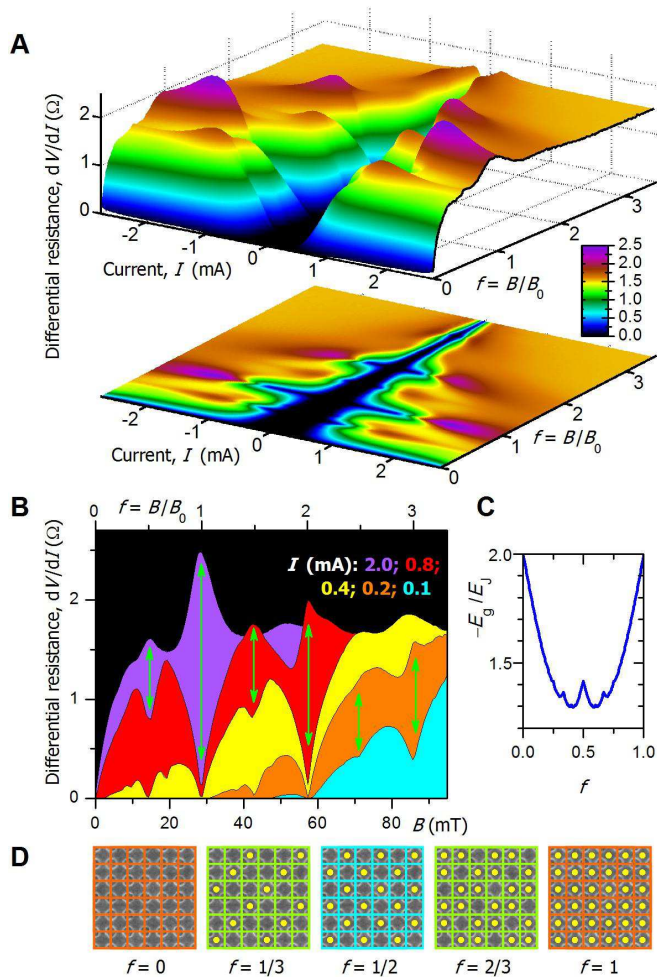 A
Differential resistance, dV/dI (Ω)
2
1
0
-2
-1
0
1
2
Current, I (mA)
0
1
2
3
f = B/B0
2.5
2.0
1.5
1.0
0.5
0.0
-2
-1
0
1
2
Current, I (mA)
0
1
2
3
f = B/B0
B
0 f = B/B0 1 2 3
Differential resistance, dV/dI (Ω)
2
1
0
I (mA): 2.0; 0.8;
0.4; 0.2; 0.1
0 20 40 60 80 B (mT)
C
2.0
1.6
1.4
−Eg /EJ
0.0 0.5 1.0
f
D
f = 0 f = 1/3 f = 1/2 f = 2/3 f = 1